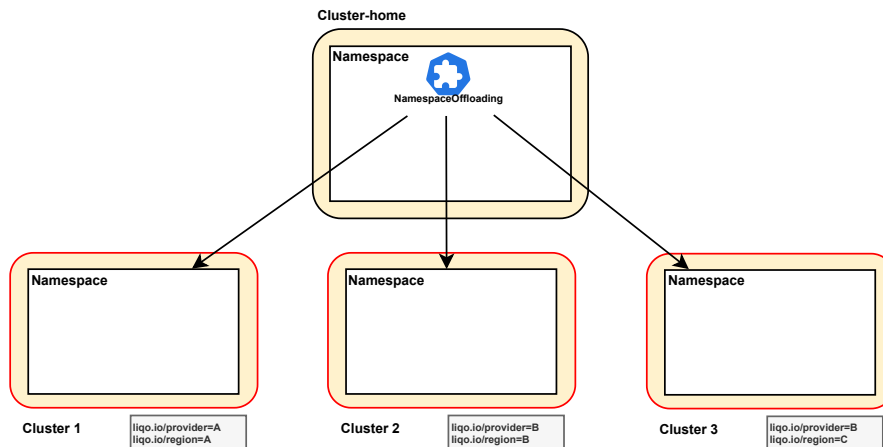 Cluster-home
Namespace
NamespaceOffloading
Namespace
Namespace
Namespace
Cluster 1
liqo.io/provider=A
liqo.io/region=A
Cluster 2
liqo.io/provider=B
liqo.io/region=B
Cluster 3
liqo.io/provider=B
liqo.io/region=C